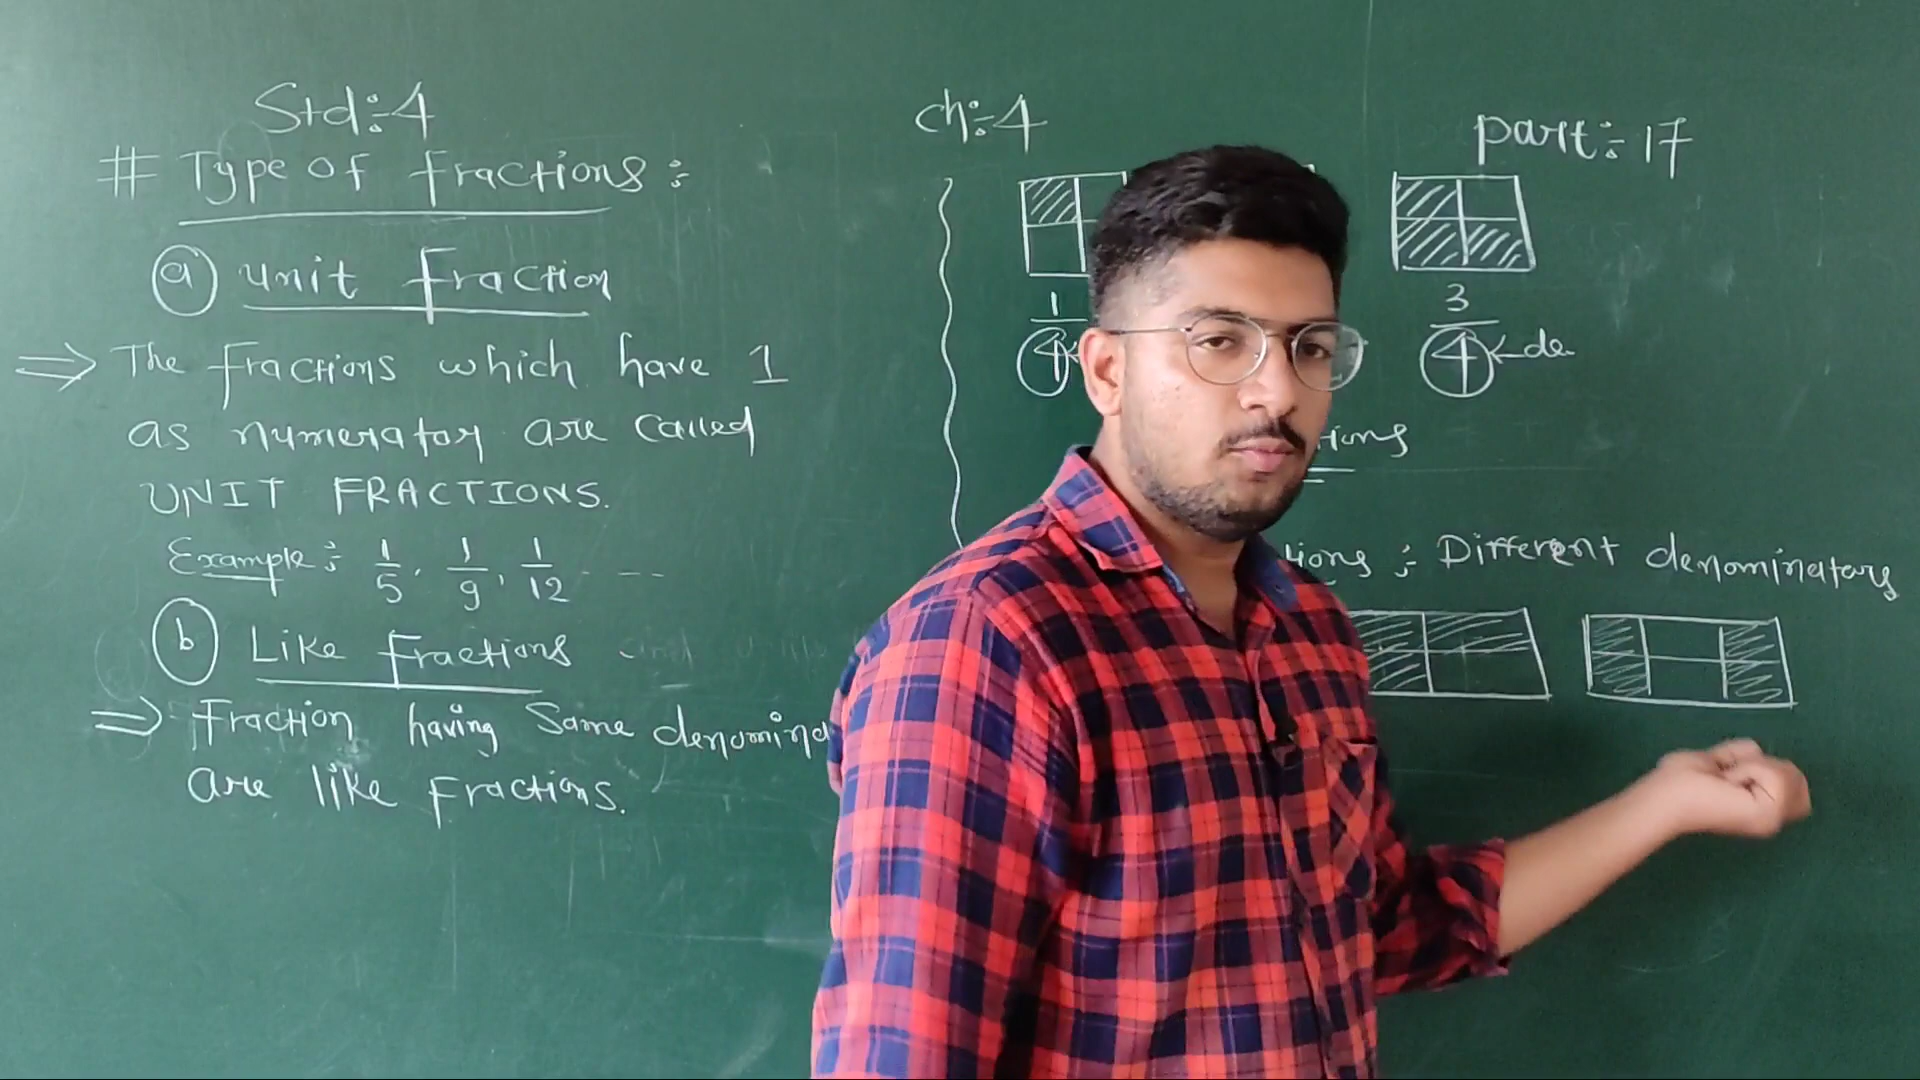 Std:-4
# Type of fractions :-
(a) unit fraction
⇒ The fractions which have 1
as numerator are called
UNIT FRACTIONS.
Example :- 1/5, 1/9, 1/12 - --
(b) Like fractions
⇒ Fraction having Same denomina
are like Fractions.
ch:-4
part:-17
1/4 3/4 ← de
tions
tions :- Different denominators